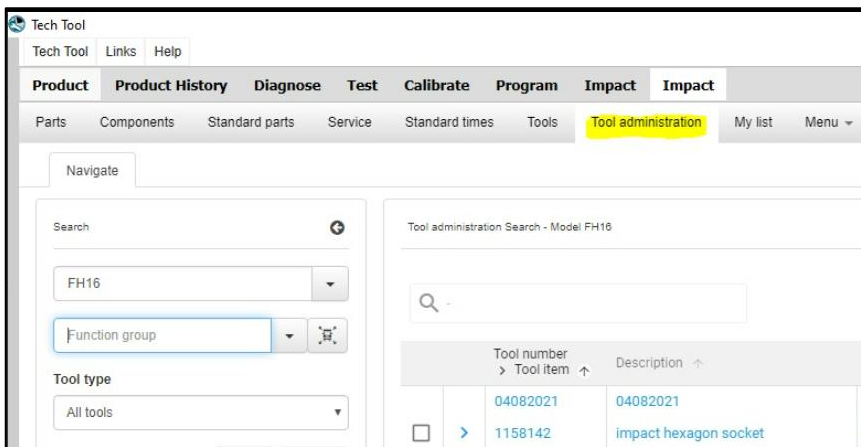 Tech Tool
Tech Tool Links Help
Product Product History Diagnose Test Calibrate Program Impact Impact
Parts Components Standard parts Service Standard times Tools Tool administration My list Menu
Navigate
Search
Tool administration Search - Model FH16
FH16
-
Function group
Tool number
> Tool item
Description
Tool type
All tools
04082021 04082021
1158142 impact hexagon socket